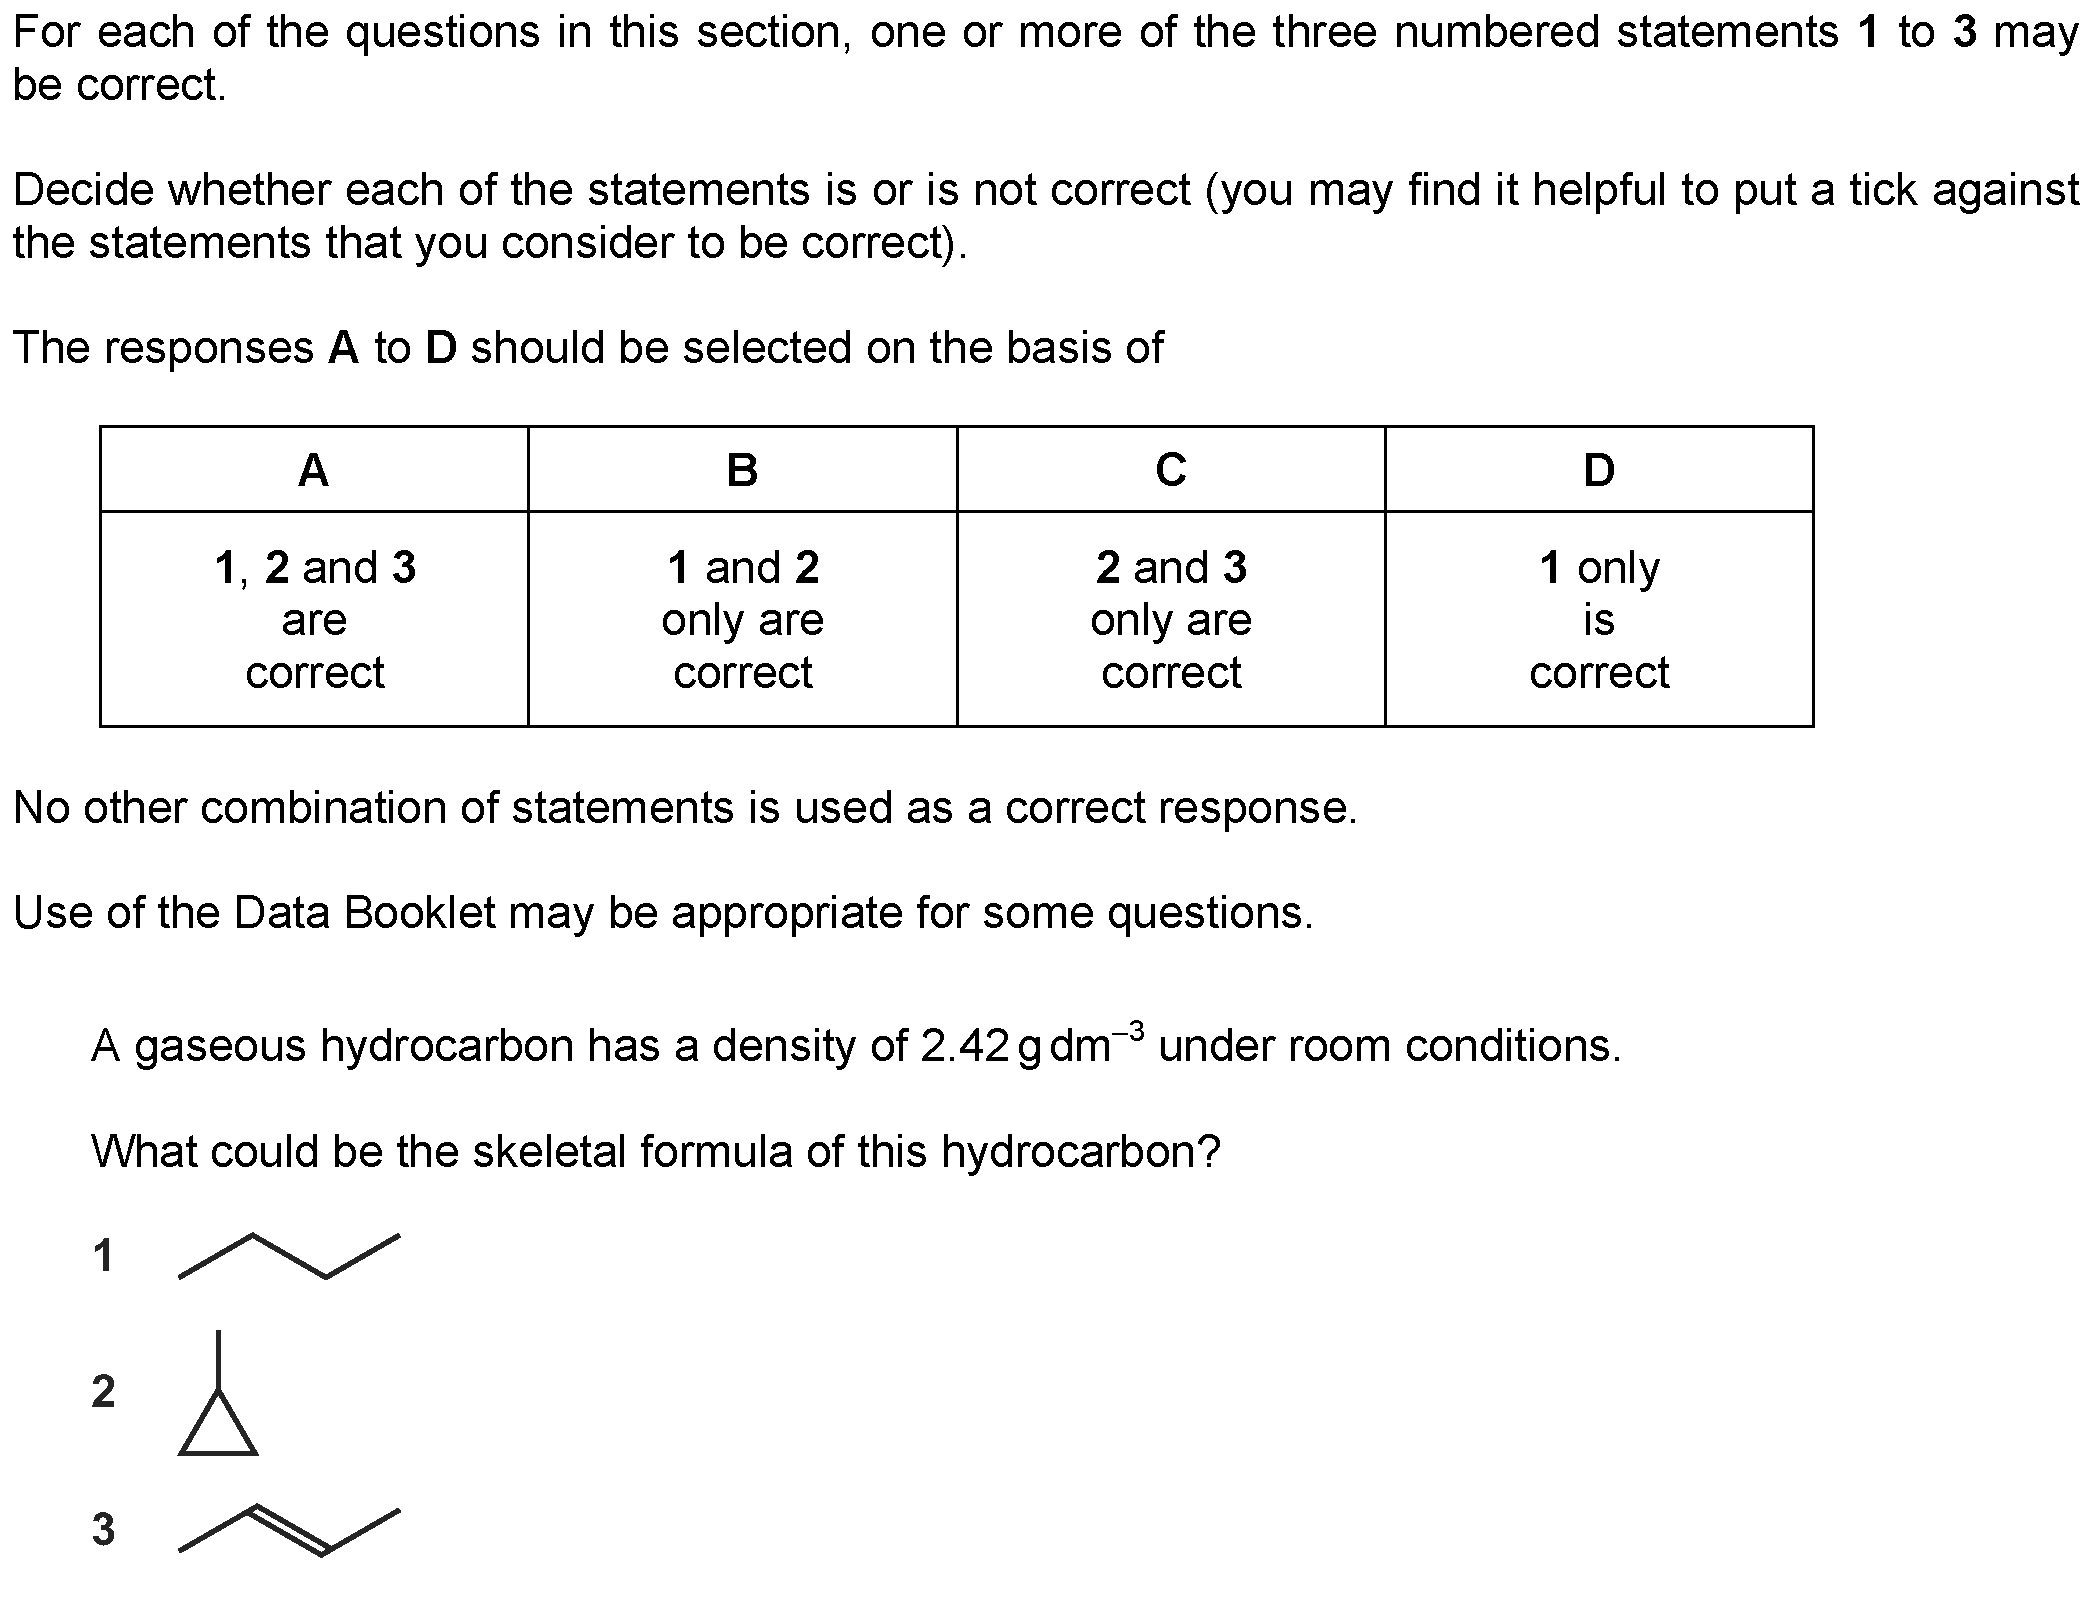 For each of the questions in this section, one or more of the three numbered statements 1 to 3 may
be correct.
Decide whether each of the statements is or is not correct (you may find it helpful to put a tick against
the statements that you consider to be correct).
The responses A to D should be selected on the basis of
A B C D
1, 2 and 3 1 and 2 2 and 3 1 only
are only are only are is
correct correct correct correct
No other combination of statements is used as a correct response.
Use of the Data Booklet may be appropriate for some questions.
A gaseous hydrocarbon has a density of 2.42 g dm⁻³ under room conditions.
What could be the skeletal formula of this hydrocarbon?
1
2
3